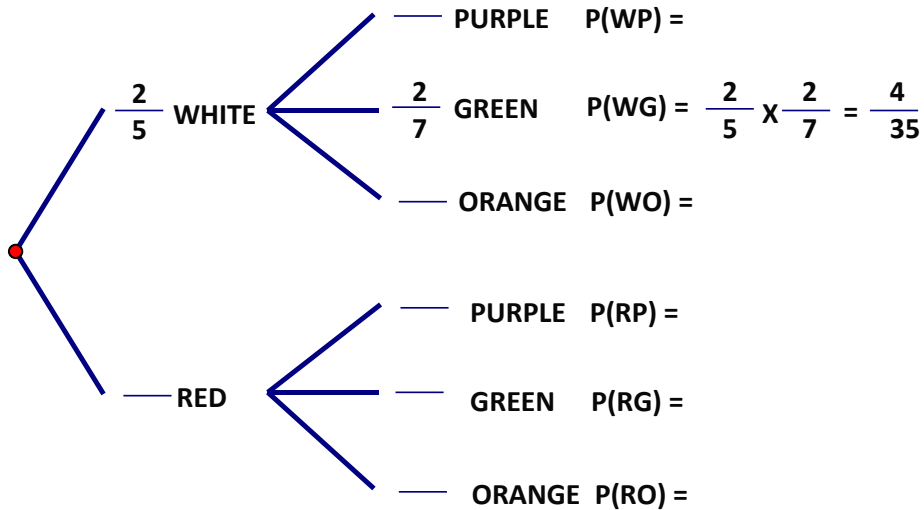 PURPLE P(WP) =
2/5 WHITE 2/7 GREEN P(WG) = 2/5 X 2/7 = 4/35
ORANGE P(WO) =
PURPLE P(RP) =
RED GREEN P(RG) =
ORANGE P(RO) =